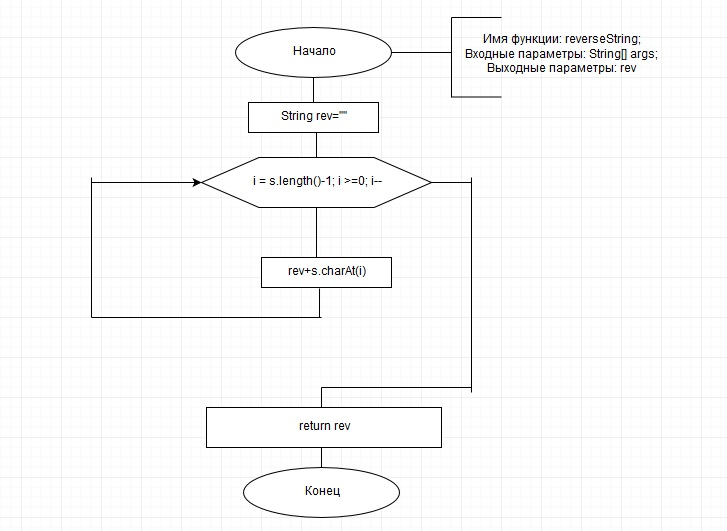 Начало
Имя функции: reverseString;
Входные параметры: String[] args;
Выходные параметры: rev
String rev=""
i = s.length()-1; i >=0; i--
rev+s.charAt(i)
return rev
Конец